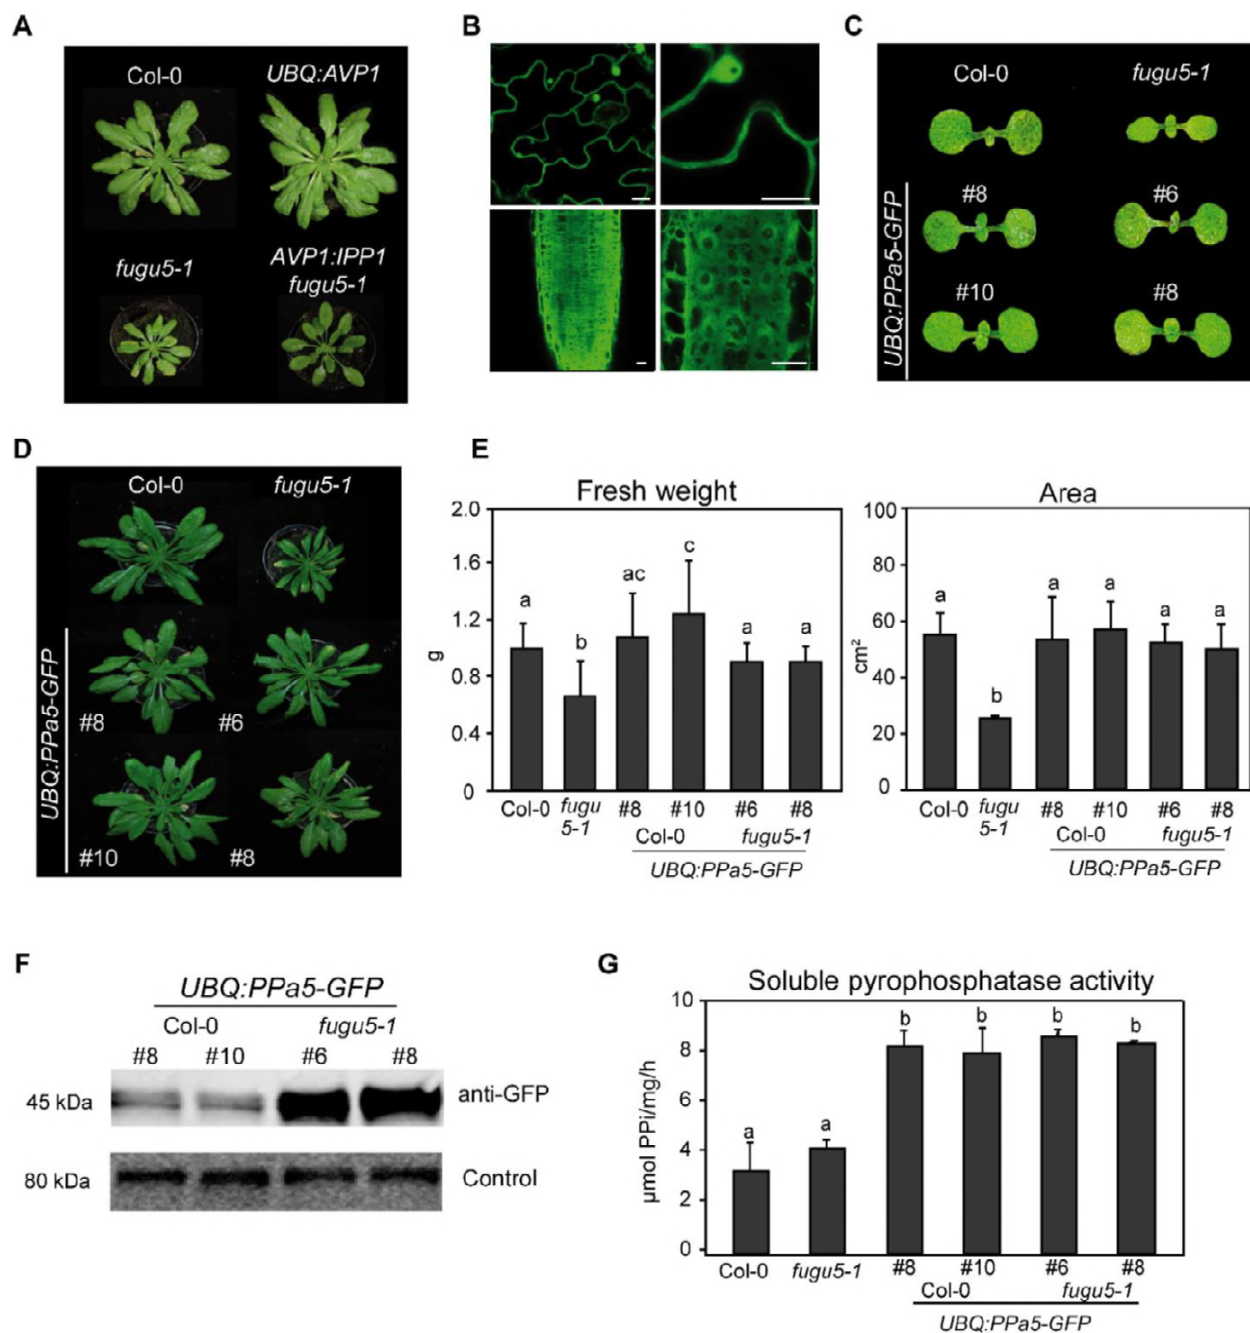 A
Col-0 UBQ:AVP1
fugu5-1 AVP1:IPP1
fugu5-1
B
C
Col-0 fugu5-1
#8 #6
#10 #8
UBQ:PPa5-GFP
D
Col-0 fugu5-1
#8 #6
#10 #8
UBQ:PPa5-GFP
E
Fresh weight
2.0
1.6
1.2
0.8
0.4
0
g
a b ac c a a
Col-0 fugu #8 #10 #6 #8
5-1 Col-0 fugu5-1
UBQ:PPa5-GFP
Area
100
80
60
40
20
0
cm²
a b a a a a
Col-0 fugu #8 #10 #6 #8
5-1 Col-0 fugu5-1
UBQ:PPa5-GFP
F
UBQ:PPa5-GFP
Col-0 fugu5-1
#8 #10 #6 #8
45 kDa anti-GFP
80 kDa Control
G
Soluble pyrophosphatase activity
10
8
6
4
2
0
µmol PPi/mg/h
a a b b b b
Col-0 fugu5-1 #8 #10 #6 #8
Col-0 fugu5-1
UBQ:PPa5-GFP